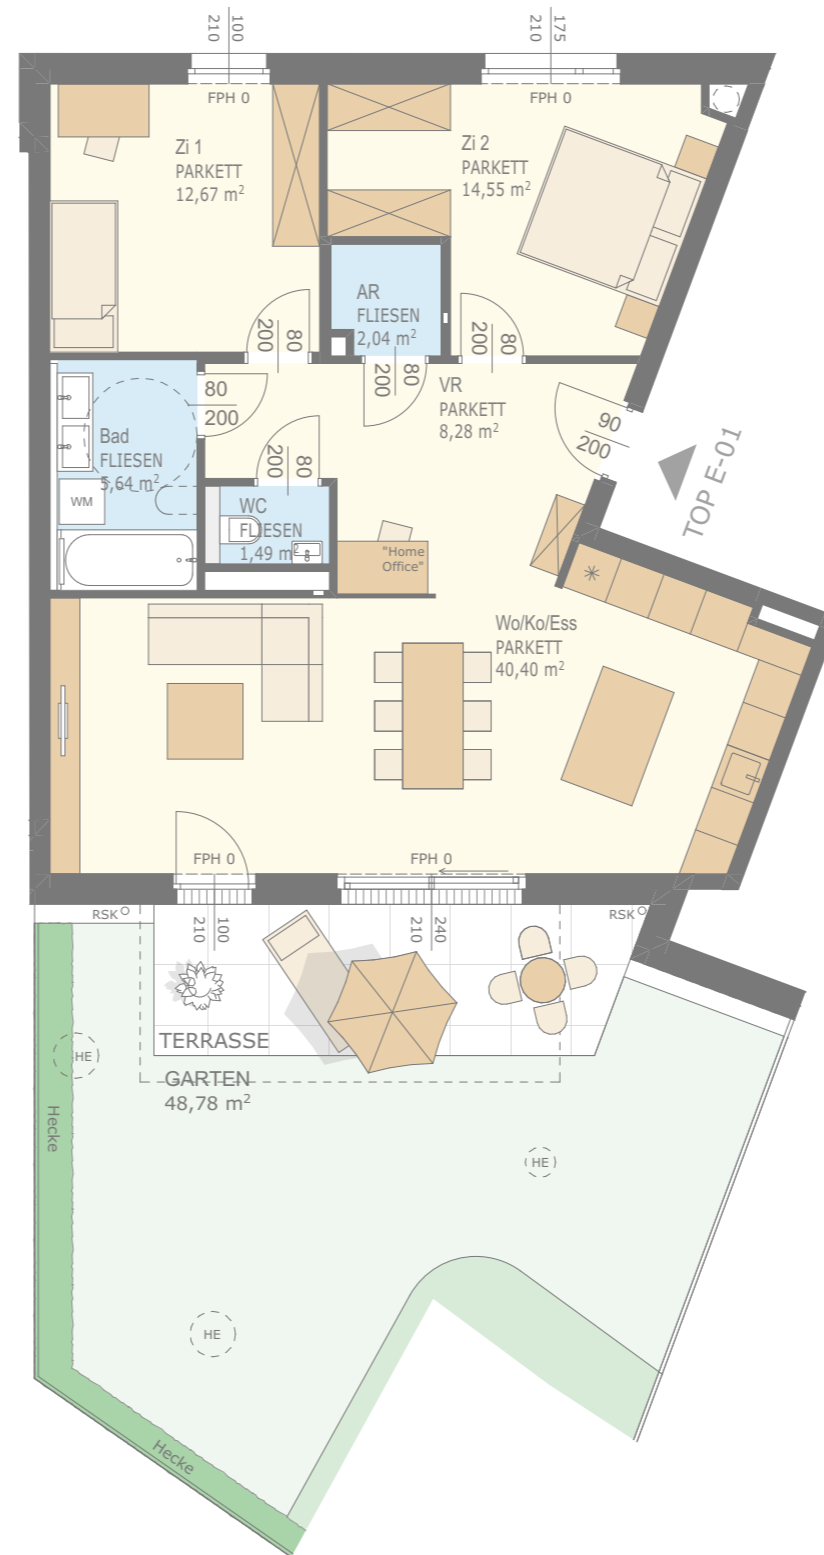 100
210
175
210
FPH 0
FPH 0
Zi 1
PARKETT
12,67 m²
Zi 2
PARKETT
14,55 m²
AR
FLIESEN
2,04 m²
80
200
80
200
80
200
VR
PARKETT
8,28 m²
80
200
90
200
TOP E-01
Bad
FLIESEN
5,64 m²
WM
80
200
WC
FLIESEN
1,49 m²
"Home
Office"
Wo/Ko/Ess
PARKETT
40,40 m²
FPH 0
FPH 0
RSK
100
210
240
210
RSK
TERRASSE
GARTEN
48,78 m²
HE
Hecke
HE
HE
Hecke